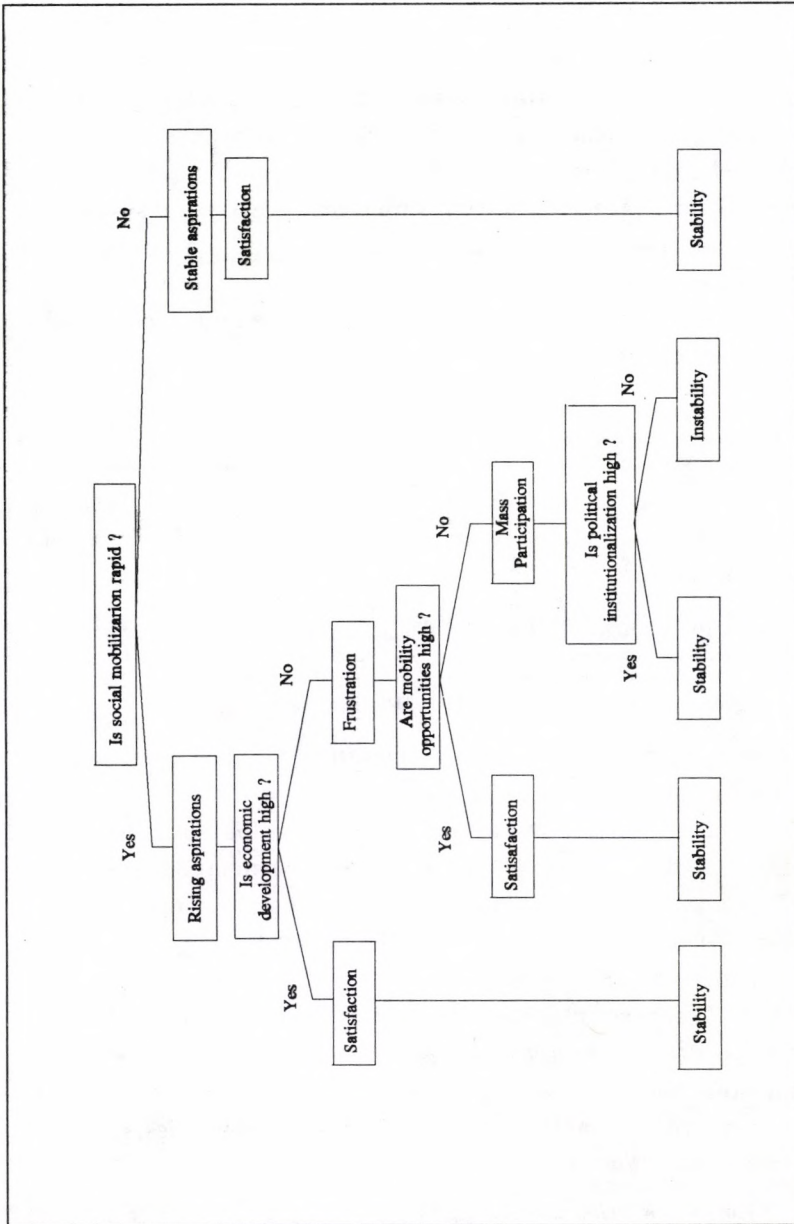 Is social mobilizarion rapid ?
Yes
No
Rising aspirations
Stable aspirations
Is economic
development high ?
Satisfaction
Yes
No
Satisfaction
Frustration
Are mobility
opportunities high ?
Yes
No
Satisafaction
Mass
Participation
Is political
institutionalization high ?
Yes
No
Stability
Stability
Stability
Instability
Stability